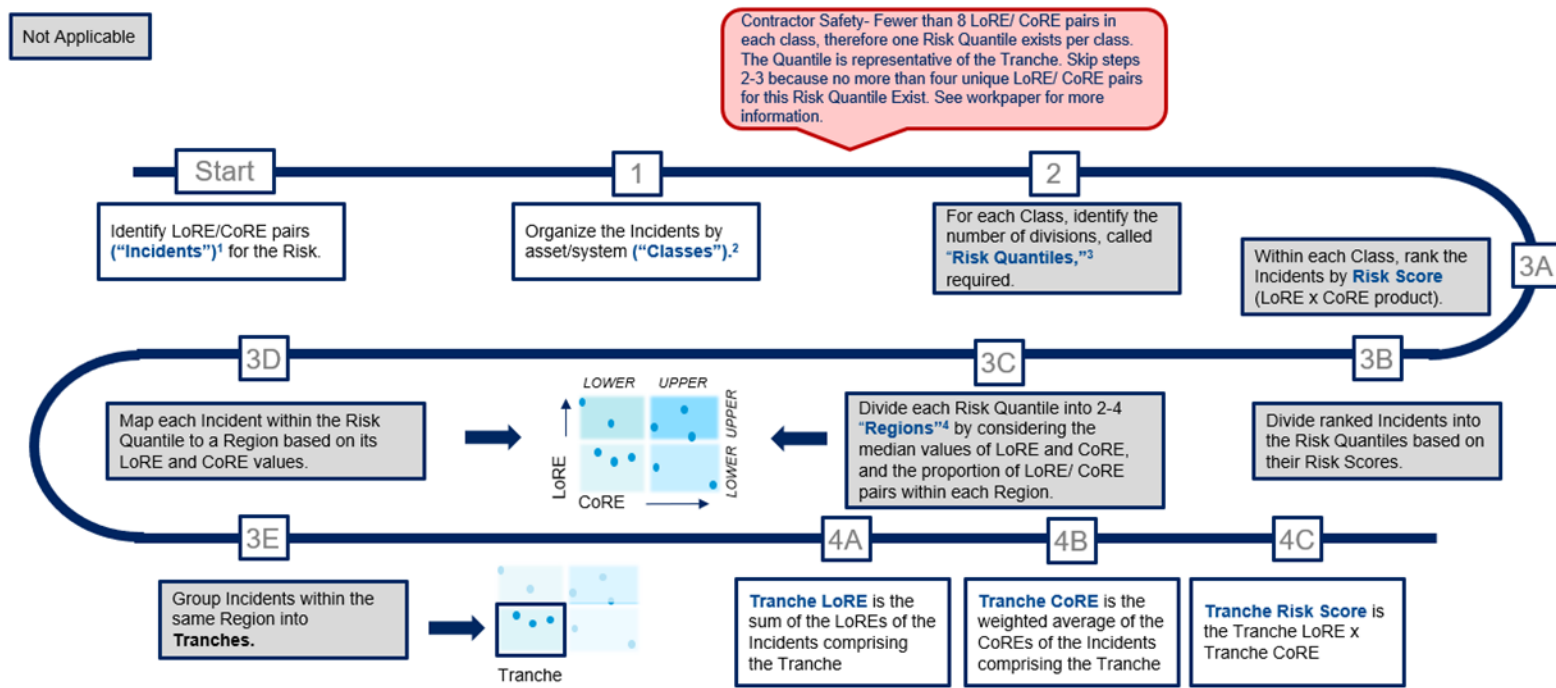 Not Applicable
Contractor Safety- Fewer than 8 LoRE/ CoRE pairs in
each class, therefore one Risk Quantile exists per class.
The Quantile is representative of the Tranche. Skip steps
2-3 because no more than four unique LoRE/ CoRE pairs
for this Risk Quantile Exist. See workpaper for more
information.
Start
1
2
Identify LoRE/CoRE pairs
(“Incidents”)¹ for the Risk.
Organize the Incidents by
asset/system (“Classes”).²
For each Class, identify the
number of divisions, called
“Risk Quantiles,”³
required.
3A
Within each Class, rank the
Incidents by Risk Score
(LoRE x CoRE product).
3D
3C
3B
Map each Incident within the Risk
Quantile to a Region based on its
LoRE and CoRE values.
LOWER UPPER
LoRE
UPPER
LOWER
CoRE
Divide each Risk Quantile into 2-4
“Regions”⁴ by considering the
median values of LoRE and CoRE,
and the proportion of LoRE/ CoRE
pairs within each Region.
Divide ranked Incidents into
the Risk Quantiles based on
their Risk Scores.
3E
4A
4B
4C
Group Incidents within the
same Region into
Tranches.
Tranche
Tranche LoRE is the
sum of the LoREs of the
Incidents comprising
the Tranche
Tranche CoRE is the
weighted average of the
CoREs of the Incidents
comprising the Tranche
Tranche Risk Score is
the Tranche LoRE x
Tranche CoRE